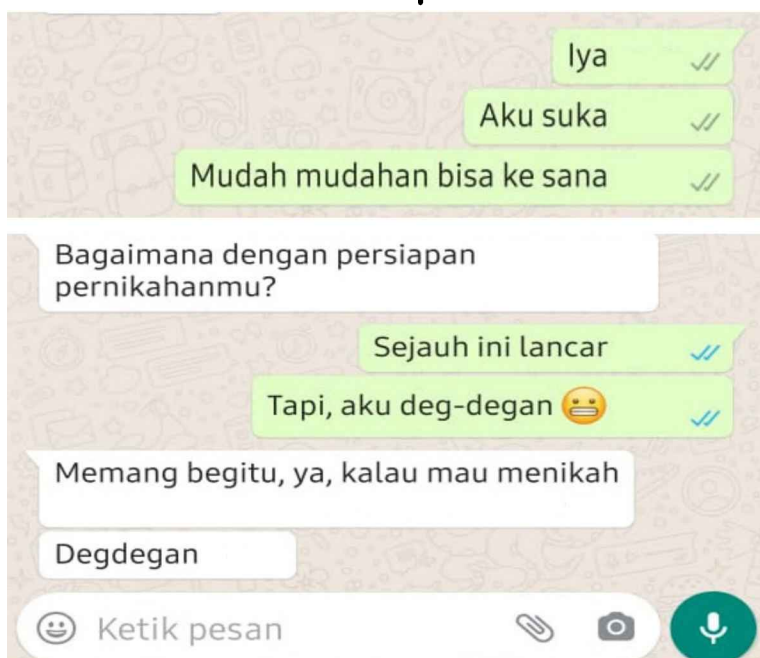 Iya
Aku suka
Mudah mudahan bisa ke sana
Bagaimana dengan persiapan
pernikahanmu?
Sejauh ini lancar
Tapi, aku deg-degan 😬
Memang begitu, ya, kalau mau menikah
Degdegan
Ketik pesan